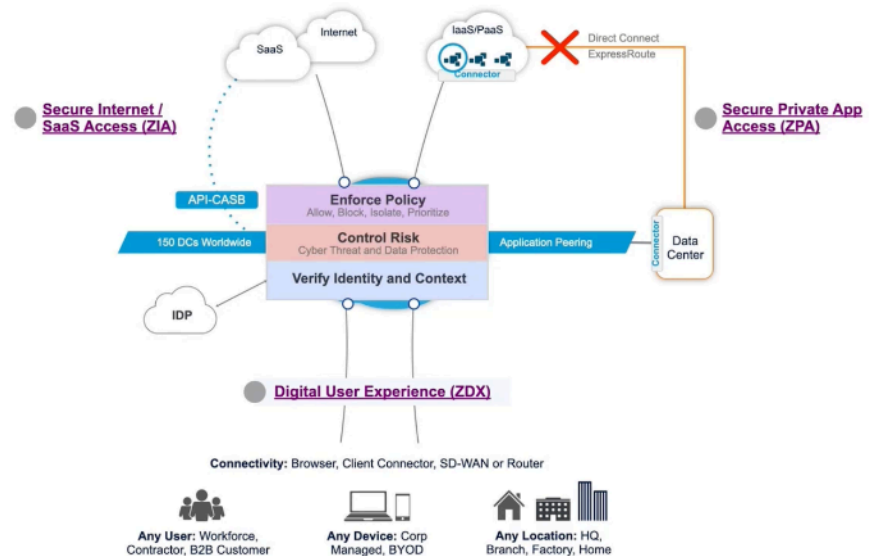 Internet
SaaS
IaaS/PaaS
Connector
Direct Connect
ExpressRoute
Secure Internet /
SaaS Access (ZIA)
Secure Private App
Access (ZPA)
API-CASB
Enforce Policy
Allow, Block, Isolate, Prioritize
150 DCs Worldwide
Control Risk
Cyber Threat and Data Protection
Application Peering
Connector
Data
Center
Verify Identity and Context
IDP
Digital User Experience (ZDX)
Connectivity: Browser, Client Connector, SD-WAN or Router
Any User: Workforce,
Contractor, B2B Customer
Any Device: Corp
Managed, BYOD
Any Location: HQ,
Branch, Factory, Home